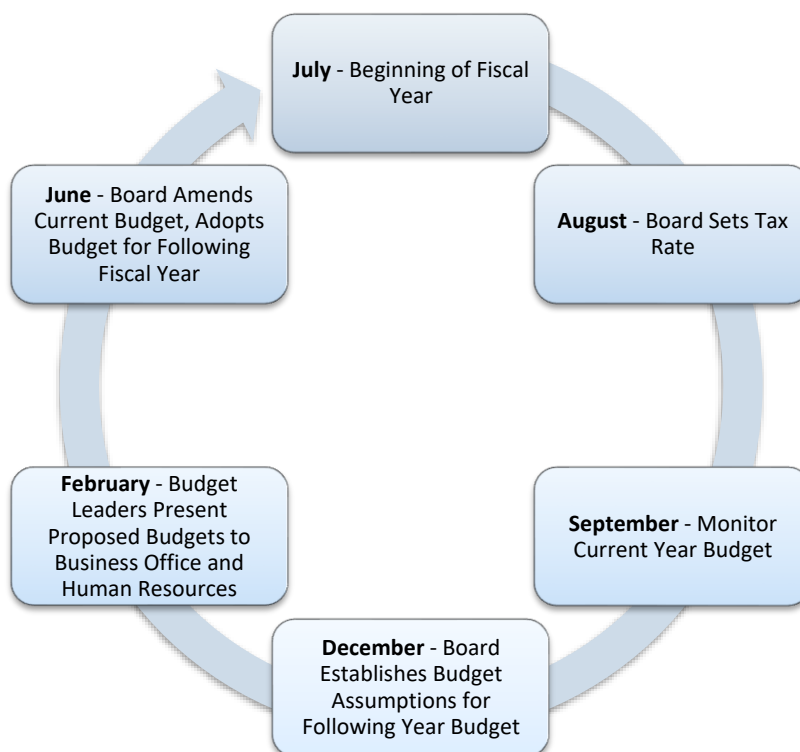 July - Beginning of Fiscal
Year
August - Board Sets Tax
Rate
September - Monitor
Current Year Budget
December - Board
Establishes Budget
Assumptions for
Following Year Budget
February - Budget
Leaders Present
Proposed Budgets to
Business Office and
Human Resources
June - Board Amends
Current Budget, Adopts
Budget for Following
Fiscal Year